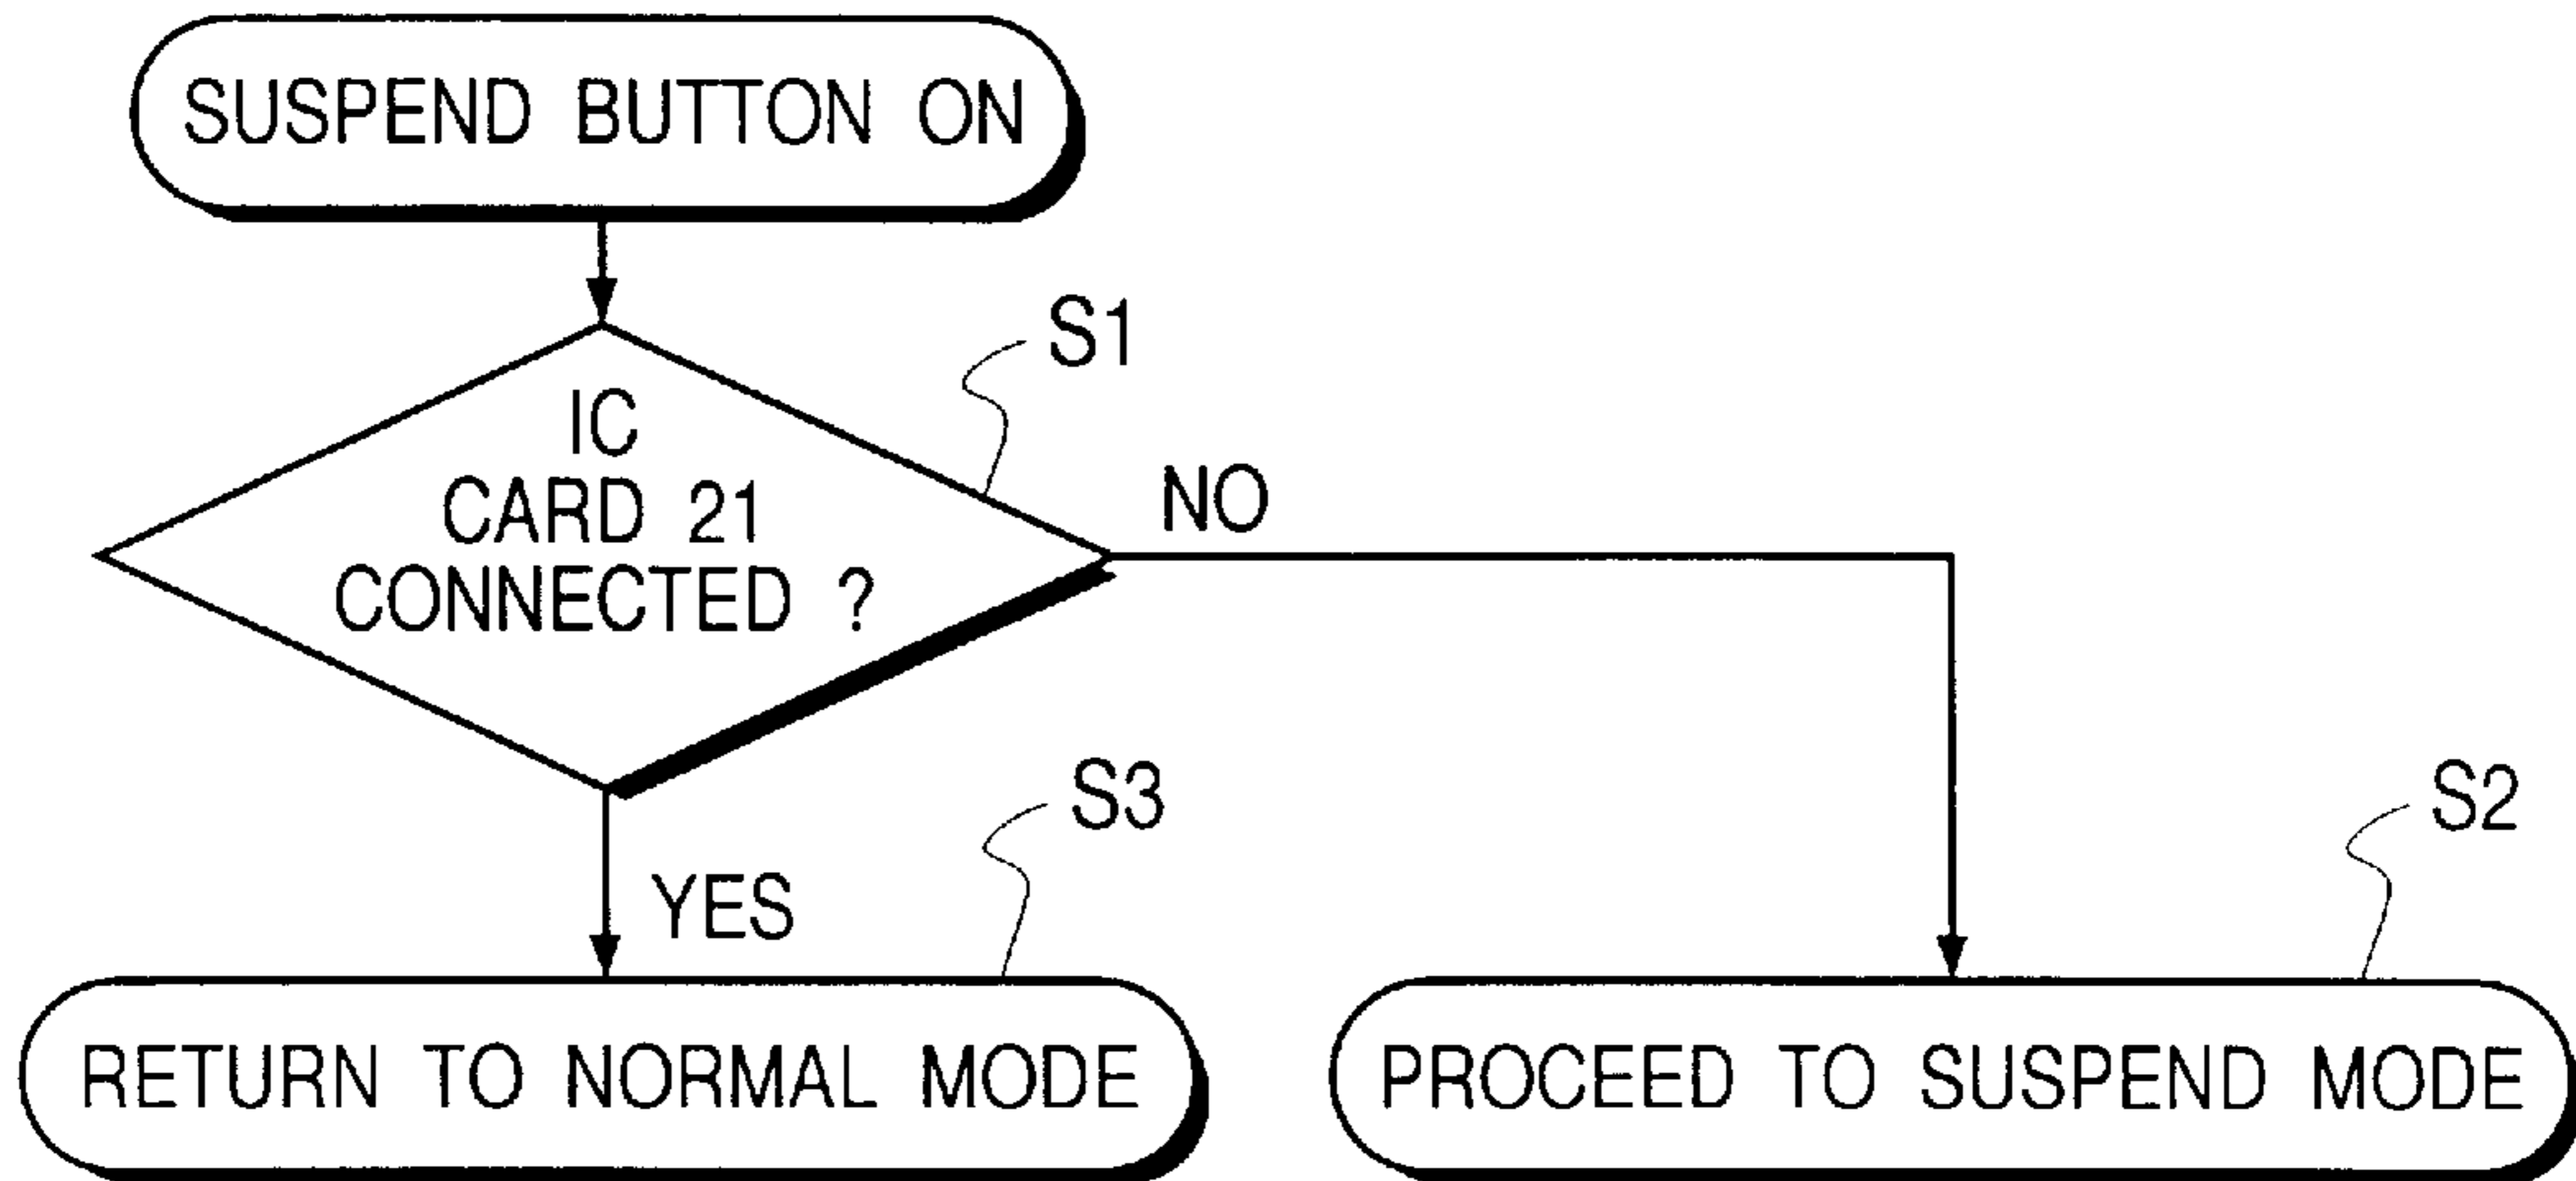 SUSPEND BUTTON ON
S1
IC
CARD 21
CONNECTED ?
NO
YES
S3
S2
RETURN TO NORMAL MODE
PROCEED TO SUSPEND MODE